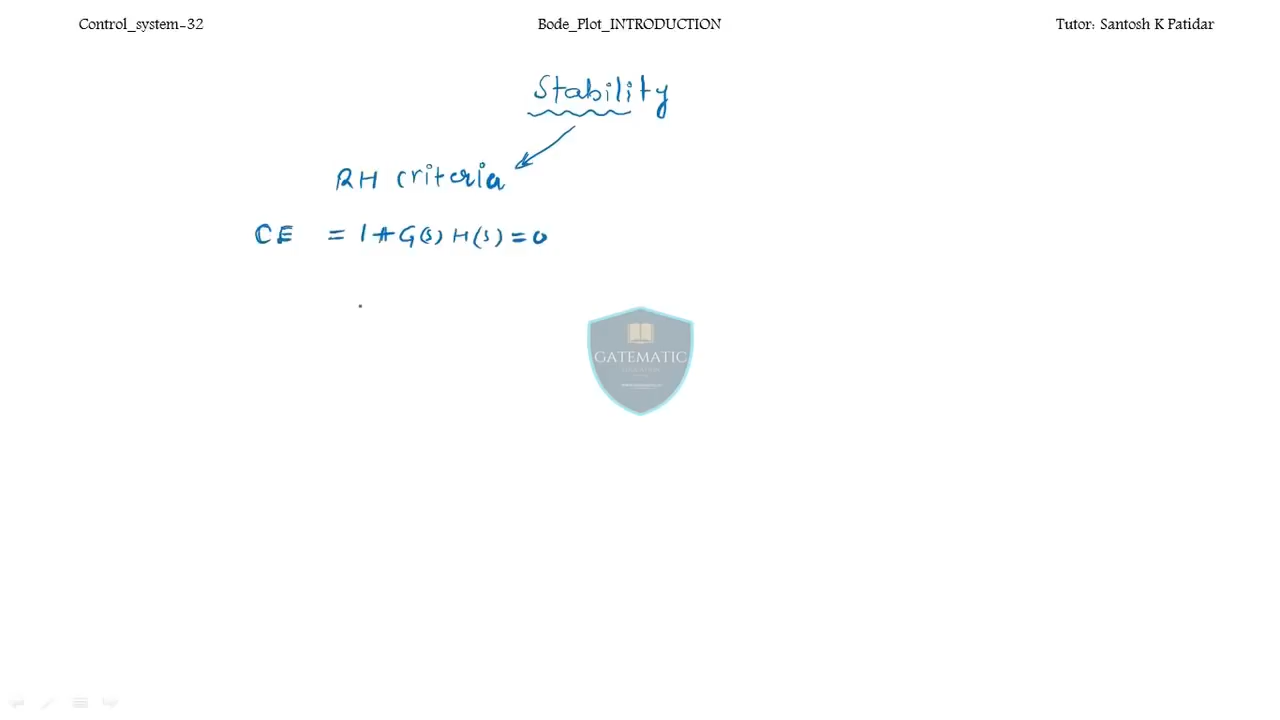 Control_system-32
Bode_Plot_INTRODUCTION
Tutor: Santosh K Patidar
Stability
RH criteria
CE = 1 + G(s) H(s) = 0
GATEMATIC